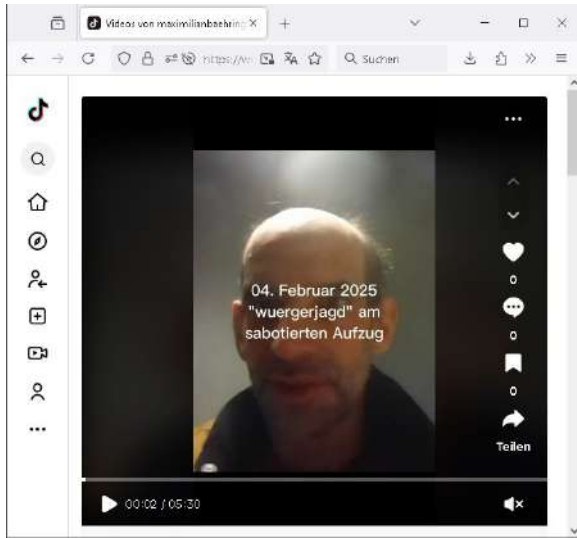 Videos von maximilianbaehring
https://w
Suchen
04. Februar 2025
"wuergerjagd" am
sabotierten Aufzug
0
0
0
Teilen
00:02 / 05:30